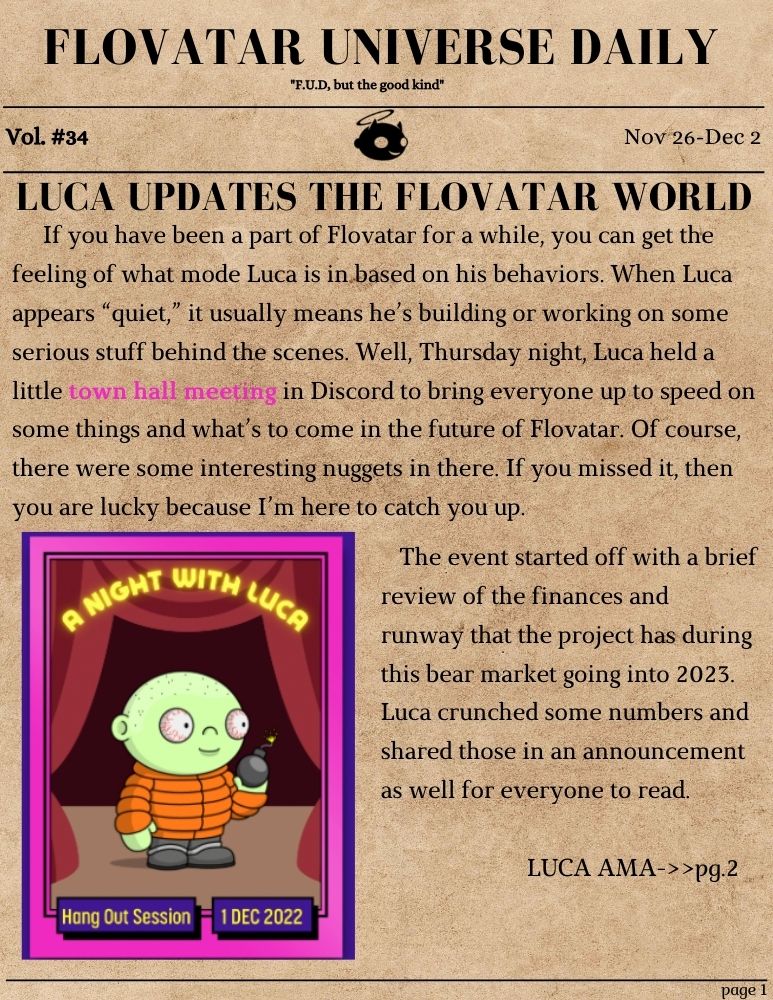 FLOVATAR UNIVERSE DAILY
"F.U.D, but the good kind"
Vol. #34
Nov 26-Dec 2
LUCA UPDATES THE FLOVATAR WORLD
If you have been a part of Flovatar for a while, you can get the
feeling of what mode Luca is in based on his behaviors. When Luca
appears “quiet,” it usually means he’s building or working on some
serious stuff behind the scenes. Well, Thursday night, Luca held a
little town hall meeting in Discord to bring everyone up to speed on
some things and what’s to come in the future of Flovatar. Of course,
there were some interesting nuggets in there. If you missed it, then
you are lucky because I’m here to catch you up.
A NIGHT WITH LUCA
Hang Out Session
1 DEC 2022
The event started off with a brief
review of the finances and
runway that the project has during
this bear market going into 2023.
Luca crunched some numbers and
shared those in an announcement
as well for everyone to read.
LUCA AMA->>pg.2
page 1